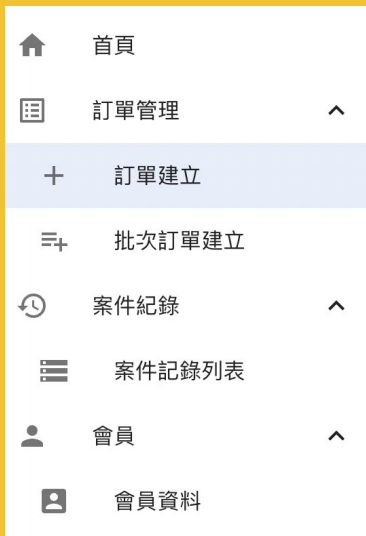 首頁
訂單管理
訂單建立
批次訂單建立
案件紀錄
案件記錄列表
會員
會員資料